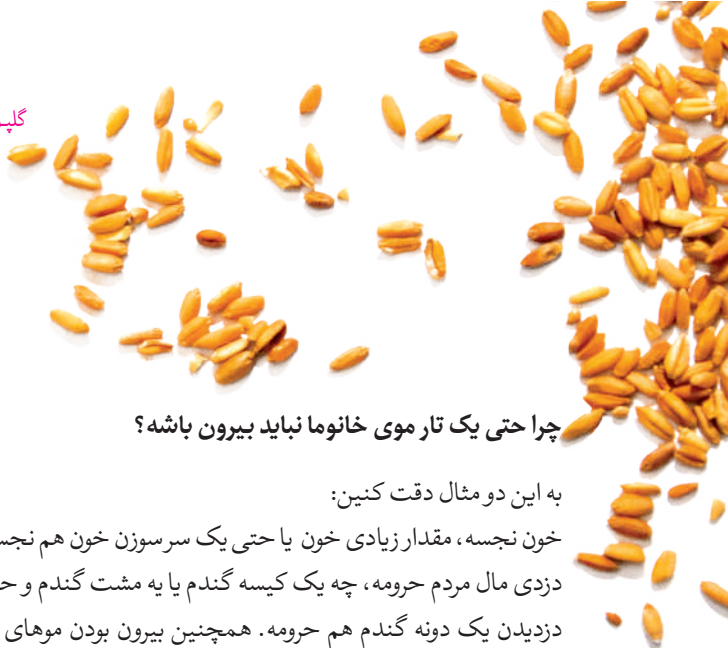 چرا حتی یک تار موی خانوما نباید بیرون باشه؟
به این دو مثال دقت کنین:
خون نجسه، مقدار زیادی خون یا حتی یک سرسوزن خون هم
دزدی مال مردم حرومه، چه یک کیسه گندم یا یه مشت گندم و
دزدیدن یک دونه گندم هم حرومه. همچنین بیرون بودن موهای